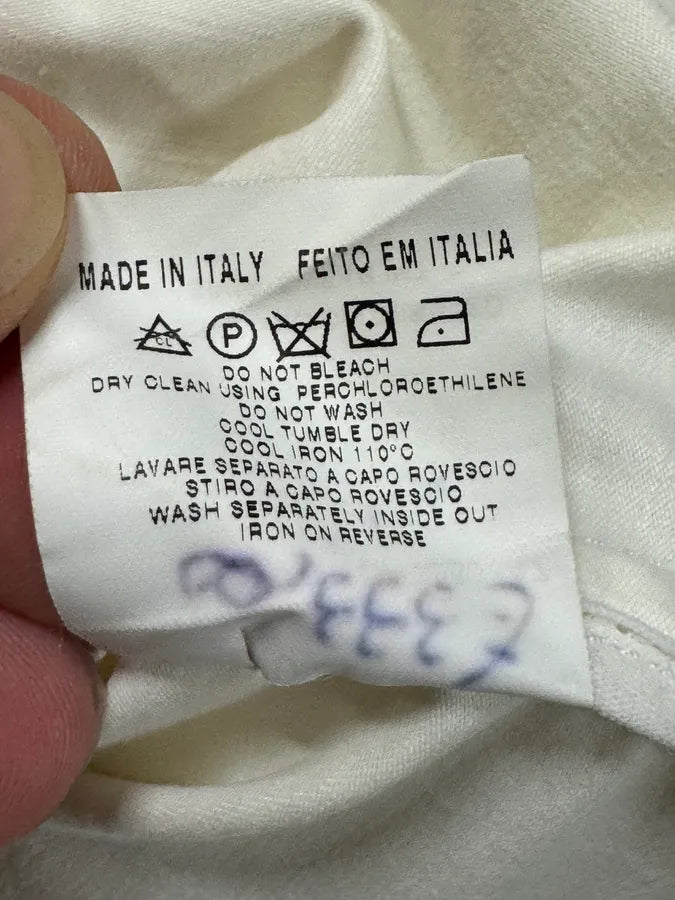 MADE IN ITALY FEITO EM ITALIA
CL P
DO NOT BLEACH
DRY CLEAN USING PERCHLOROETHILENE
DO NOT WASH
COOL TUMBLE DRY
COOL IRON 110°C
LAVARE SEPARATO A CAPO ROVESCIO
STIRO A CAPO ROVESCIO
WASH SEPARATELY INSIDE OUT
IRON ON REVERSE